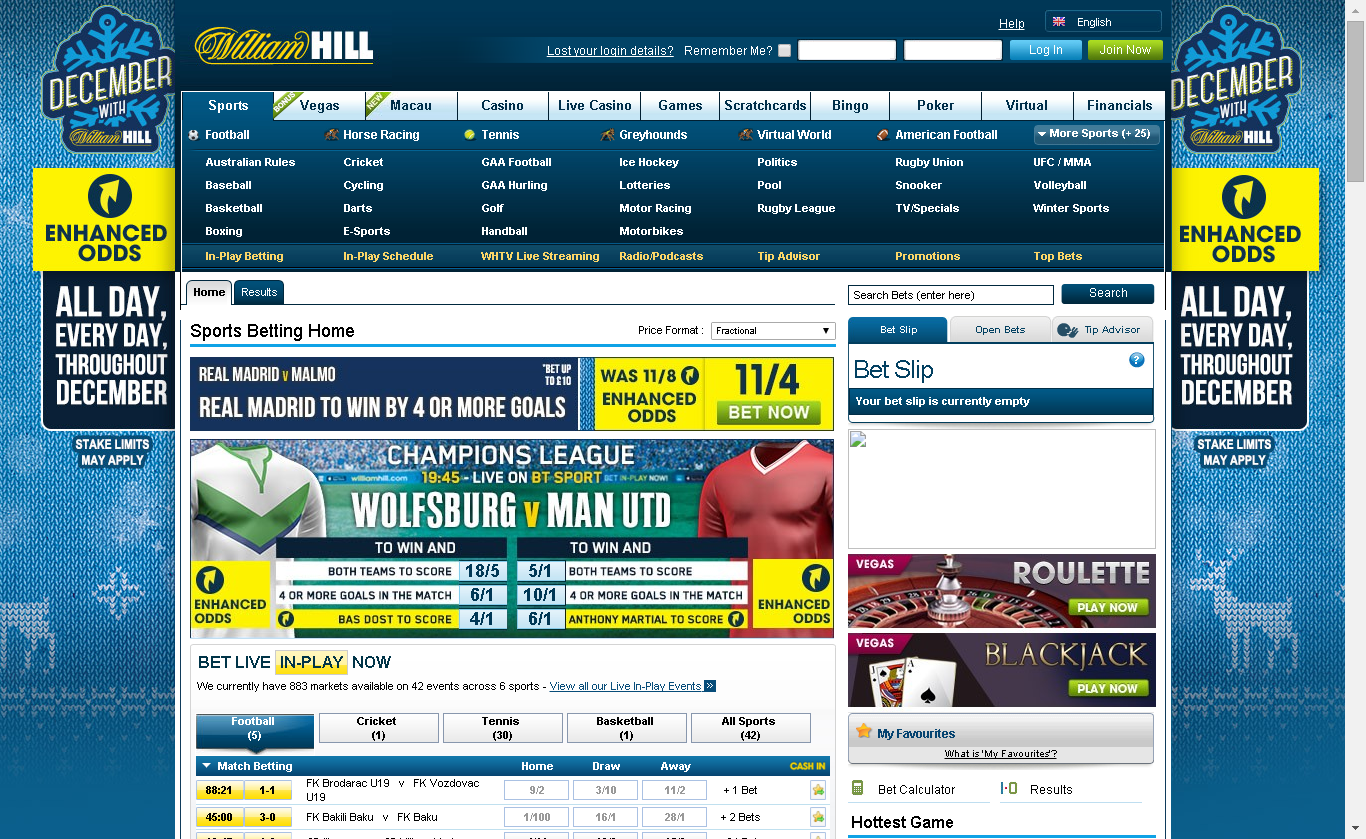 DECEMBER
WITH
William HILL
ENHANCED
ODDS
ALL DAY,
EVERY DAY,
THROUGHOUT
DECEMBER
STAKE LIMITS
MAY APPLY
William HILL
Help
English
Lost your login details? Remember Me?
Log In
Join Now
Sports
BONUS
Vegas
NEW
Macau
Casino
Live Casino
Games
Scratchcards
Bingo
Poker
Virtual
Financials
Football
Horse Racing
Tennis
Greyhounds
Virtual World
American Football
More Sports (+ 25)
Australian Rules
Cricket
GAA Football
Ice Hockey
Politics
Rugby Union
UFC / MMA
Baseball
Cycling
GAA Hurling
Lotteries
Pool
Snooker
Volleyball
Basketball
Darts
Golf
Motor Racing
Rugby League
TV/Specials
Winter Sports
Boxing
E-Sports
Handball
Motorbikes
In-Play Betting
In-Play Schedule
WHTV Live Streaming
Radio/Podcasts
Tip Advisor
Promotions
Top Bets
Home
Results
Sports Betting Home
Price Format :
Fractional
REAL MADRID v MALMO
*BET UP
TO £10
REAL MADRID TO WIN BY 4 OR MORE GOALS
WAS 11/8
ENHANCED
ODDS
11/4
BET NOW
CHAMPIONS LEAGUE
williamhill.com
19:45 - LIVE ON BT SPORT
BET IN-PLAY NOW!
WOLFSBURG v MAN UTD
TO WIN AND
TO WIN AND
BOTH TEAMS TO SCORE 18/5
5/1 BOTH TEAMS TO SCORE
4 OR MORE GOALS IN THE MATCH 6/1
10/1 4 OR MORE GOALS IN THE MATCH
BAS DOST TO SCORE 4/1
6/1 ANTHONY MARTIAL TO SCORE
ENHANCED
ODDS
ENHANCED
ODDS
BET LIVE IN-PLAY NOW
We currently have 883 markets available on 42 events across 6 sports - View all our Live In-Play Events
Football
(5)
Cricket
(1)
Tennis
(30)
Basketball
(1)
All Sports
(42)
Match Betting
Home
Draw
Away
CASH IN
88:21 1-1 FK Brodarac U19 v FK Vozdovac
U19
9/2 3/10 11/2 + 1 Bet
45:00 3-0 FK Bakili Baku v FK Baku 1/100 16/1 28/1 + 2 Bets
Search Bets (enter here)
Search
Bet Slip
Open Bets
Tip Advisor
Bet Slip
?
Your bet slip is currently empty
VEGAS
ROULETTE
PLAY NOW
VEGAS
BLACKJACK
A
PLAY NOW
My Favourites
What is 'My Favourites'?
Bet Calculator
Results
Hottest Game
DECEMBER
WITH
William HILL
ENHANCED
ODDS
ALL DAY,
EVERY DAY,
THROUGHOUT
DECEMBER
STAKE LIMITS
MAY APPLY